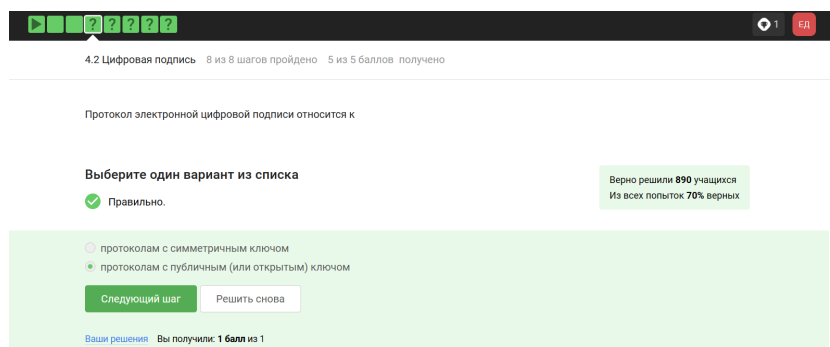 ? ? ? ? ?
1
ЕД
4.2 Цифровая подпись 8 из 8 шагов пройдено 5 из 5 баллов получено
Протокол электронной цифровой подписи относится к
Выберите один вариант из списка
Правильно.
Верно решили 890 учащихся
Из всех попыток 70% верных
протоколам с симметричным ключом
протоколам с публичным (или открытым) ключом
Следующий шаг
Решить снова
Ваши решения Вы получили: 1 балл из 1